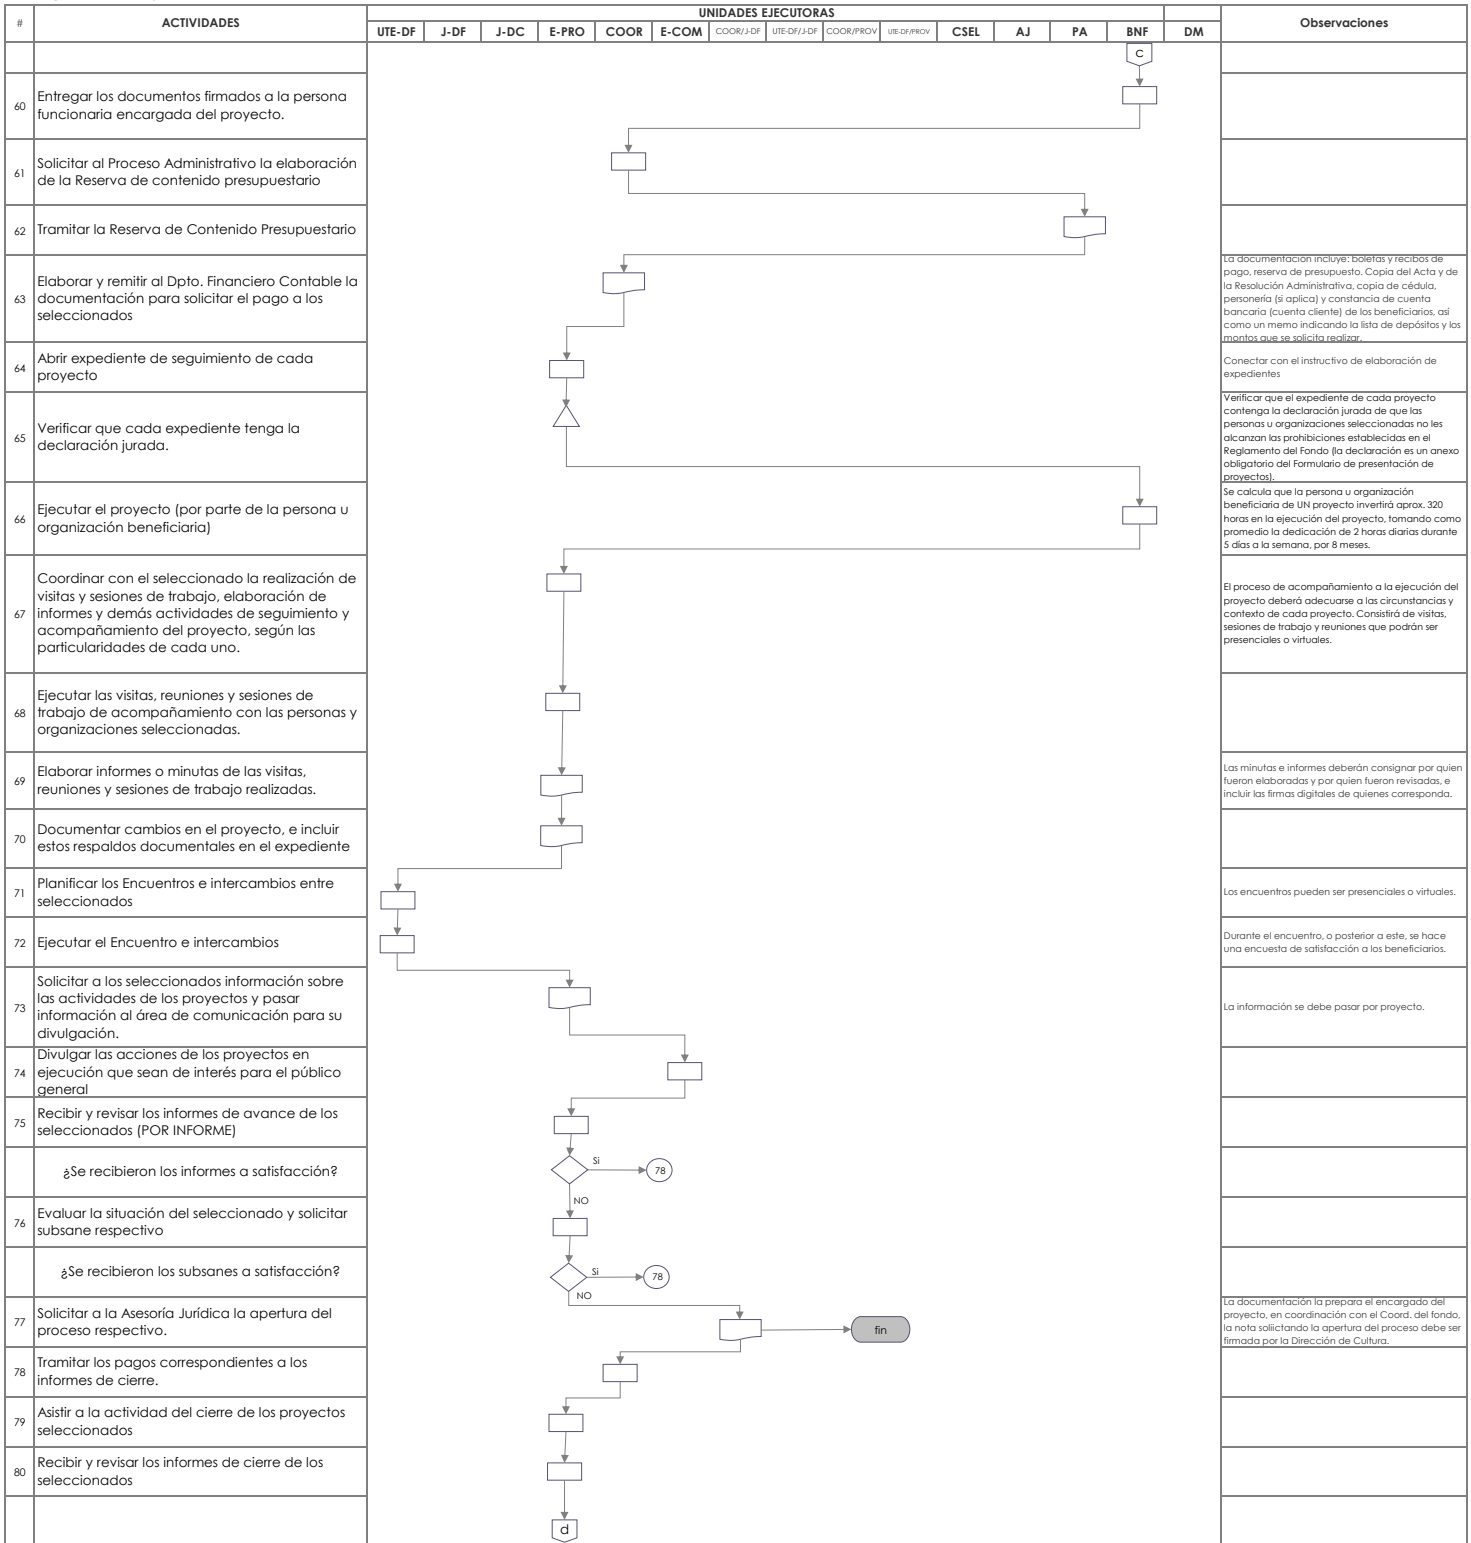 UNIDADES EJECUTORAS
# ACTIVIDADES Observaciones
UTE-DF J-DF J-DC E-PRO COOR E-COM COOR/J-DF UTE-DF/J-DF COOR/PROV UTE-DF/PROV CSEL AJ PA BNF DM
c
60 Entregar los documentos firmados a la persona
funcionaria encargada del proyecto.
61 Solicitar al Proceso Administrativo la elaboración
de la Reserva de contenido presupuestario
62 Tramitar la Reserva de Contenido Presupuestario
63 Elaborar y remitir al Dpto. Financiero Contable la
documentación para solicitar el pago a los
seleccionados
La documentación incluye: boletas y recibos de
pago, reserva de presupuesto. Copia del Acta y de
la Resolución Administrativa, copia de cédula,
personería (si aplica) y constancia de cuenta
bancaria (cuenta cliente) de los beneficiarios, así
como un memo indicando la lista de depósitos y los
montos que se solicita realizar.
64 Abrir expediente de seguimiento de cada
proyecto
Conectar con el instructivo de elaboración de
expedientes
65 Verificar que cada expediente tenga la
declaración jurada.
Verificar que el expediente de cada proyecto
contenga la declaración jurada de que las
personas u organizaciones seleccionadas no les
alcanzan las prohibiciones establecidas en el
Reglamento del Fondo (la declaración es un anexo
obligatorio del Formulario de presentación de
proyectos).
66 Ejecutar el proyecto (por parte de la persona u
organización beneficiaria)
Se calcula que la persona u organización
beneficiaria de UN proyecto invertirá aprox. 320
horas en la ejecución del proyecto, tomando como
promedio la dedicación de 2 horas diarias durante
5 días a la semana, por 8 meses.
67 Coordinar con el seleccionado la realización de
visitas y sesiones de trabajo, elaboración de
informes y demás actividades de seguimiento y
acompañamiento del proyecto, según las
particularidades de cada uno.
El proceso de acompañamiento a la ejecución del
proyecto deberá adecuarse a las circunstancias y
contexto de cada proyecto. Consistirá de visitas,
sesiones de trabajo y reuniones que podrán ser
presenciales o virtuales.
68 Ejecutar las visitas, reuniones y sesiones de
trabajo de acompañamiento con las personas y
organizaciones seleccionadas.
69 Elaborar informes o minutas de las visitas,
reuniones y sesiones de trabajo realizadas.
Las minutas e informes deberán consignar por quien
fueron elaboradas y por quien fueron revisadas, e
incluir las firmas digitales de quienes corresponda.
70 Documentar cambios en el proyecto, e incluir
estos respaldos documentales en el expediente
71 Planificar los Encuentros e intercambios entre
seleccionados
Los encuentros pueden ser presenciales o virtuales.
72 Ejecutar el Encuentro e intercambios
Durante el encuentro, o posterior a este, se hace
una encuesta de satisfacción a los beneficiarios.
73 Solicitar a los seleccionados información sobre
las actividades de los proyectos y pasar
información al área de comunicación para su
divulgación.
La información se debe pasar por proyecto.
74 Divulgar las acciones de los proyectos en
ejecución que sean de interés para el público
general
75 Recibir y revisar los informes de avance de los
seleccionados (POR INFORME)
¿Se recibieron los informes a satisfacción?
Si
78
NO
76 Evaluar la situación del seleccionado y solicitar
subsane respectivo
¿Se recibieron los subsanes a satisfacción?
Si
78
NO
77 Solicitar a la Asesoría Jurídica la apertura del
proceso respectivo.
fin
La documentación la prepara el encargado del
proyecto, en coordinación con el Coord. del fondo,
la nota soliictando la apertura del proceso debe ser
firmada por la Dirección de Cultura.
78 Tramitar los pagos correspondientes a los
informes de cierre.
79 Asistir a la actividad del cierre de los proyectos
seleccionados
80 Recibir y revisar los informes de cierre de los
seleccionados
d